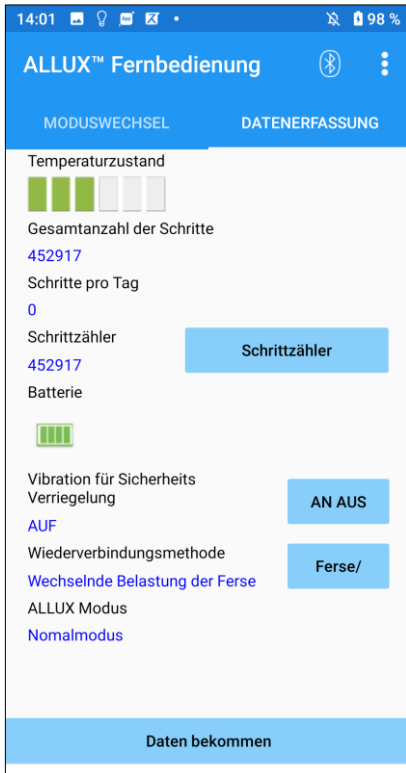 14:01 98 %
ALLUX™ Fernbedienung
MODUSWECHSEL DATENERFASSUNG
Temperaturzustand
Gesamtanzahl der Schritte
452917
Schritte pro Tag
0
Schrittzähler
452917
Schrittzähler
Batterie
Vibration für Sicherheits
Verriegelung
AUF
AN AUS
Wiederverbindungsmethode
Wechselnde Belastung der Ferse
Ferse/
ALLUX Modus
Nomalmodus
Daten bekommen